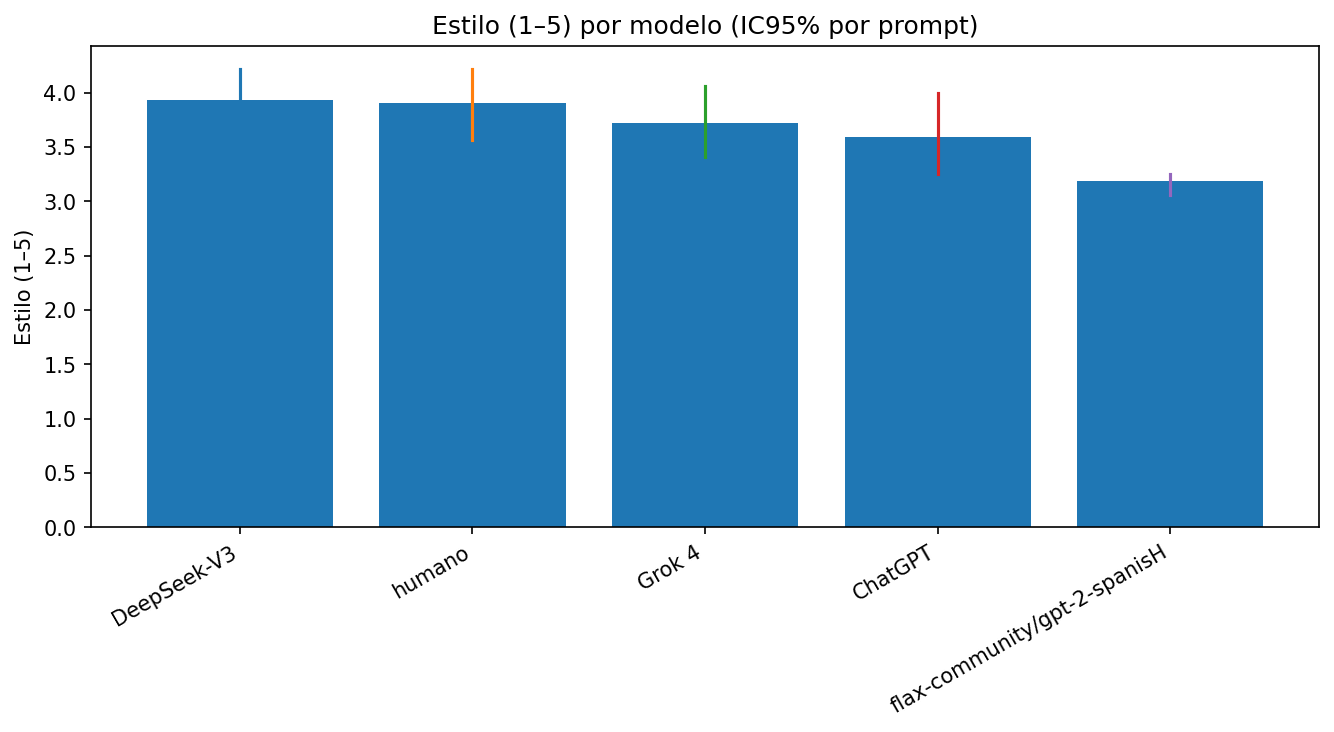 Estilo (1–5) por modelo (IC95% por prompt)
Estilo (1–5)
4.0
3.5
3.0
2.5
2.0
1.5
1.0
0.5
0.0
DeepSeek-V3
humano
Grok 4
ChatGPT
flax-community/gpt-2-spanisH